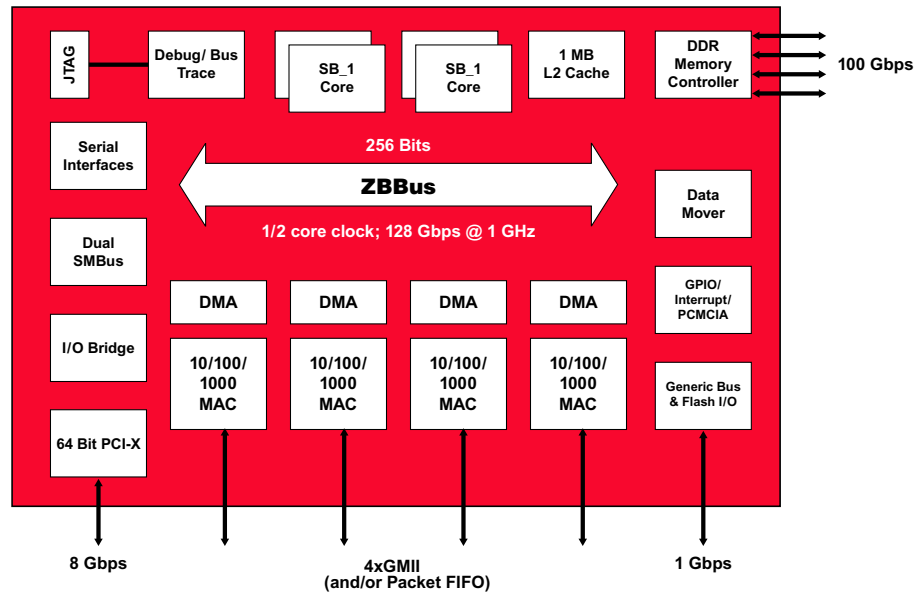 JTAG
Debug/ Bus
Trace
SB_1
Core
SB_1
Core
1 MB
L2 Cache
DDR
Memory
Controller
100 Gbps
Serial
Interfaces
256 Bits
ZBBus
1/2 core clock; 128 Gbps @ 1 GHz
Data
Mover
Dual
SMBus
GPIO/
Interrupt/
PCMCIA
DMA
DMA
DMA
DMA
I/O Bridge
10/100/
1000
MAC
10/100/
1000
MAC
10/100/
1000
MAC
10/100/
1000
MAC
Generic Bus
& Flash I/O
64 Bit PCI-X
8 Gbps
4xGMII
(and/or Packet FIFO)
1 Gbps